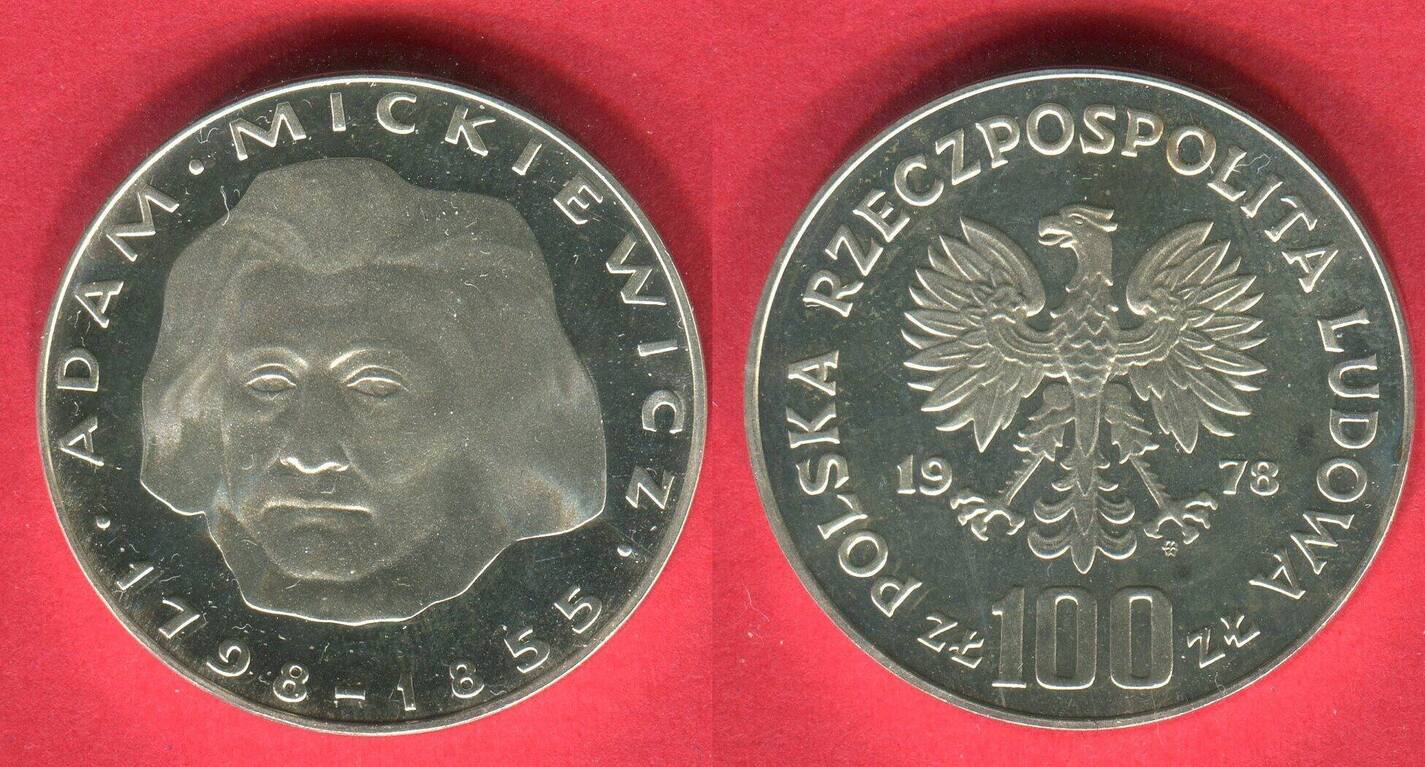 ADAM · MICKIEWICZ ·
1798–1855 ·
POLSKA RZECZPOSPOLITA LUDOWA
19 78
ZŁ 100 ZŁ